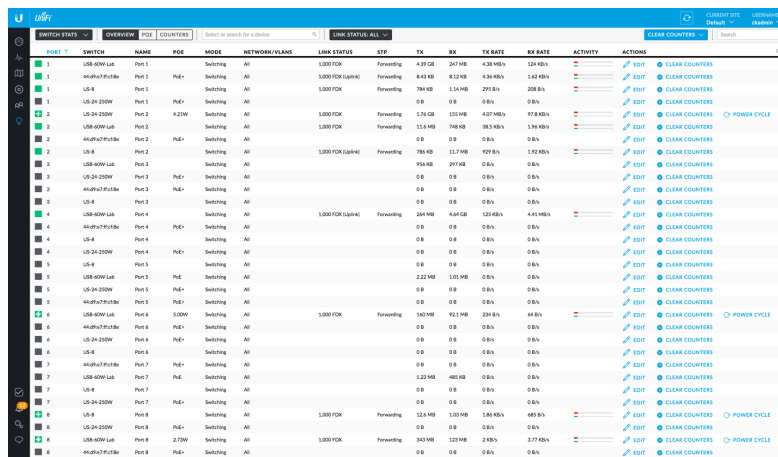 U UniFi CURRENT SITE Default USERNAME ckadmin
SWITCH STATS OVERVIEW POE COUNTERS Select or search for a device LINK STATUS: ALL CLEAR COUNTERS Search
PORT ↑ SWITCH NAME POE MODE NETWORK/VLANS LINK STATUS STP TX RX TX RATE RX RATE ACTIVITY ACTIONS
1 US8-60W-Lab Port 1 Switching All 1,000 FDX Forwarding 4.39 GB 247 MB 4.38 MB/s 124 KB/s EDIT CLEAR COUNTERS
1 44:d9:e7:ff:cf:8e Port 1 PoE+ Switching All 1,000 FDX (Uplink) Forwarding 8.43 KB 8.12 KB 4.36 KB/s 1.62 KB/s EDIT CLEAR COUNTERS
1 US-8 Port 1 Switching All 1,000 FDX (Uplink) Forwarding 784 KB 1.14 MB 295 B/s 208 B/s EDIT CLEAR COUNTERS
1 US-24-250W Port 1 PoE+ Switching All 0 B 0 B 0 B/s 0 B/s EDIT CLEAR COUNTERS
2 US-24-250W Port 2 4.21W Switching All 1,000 FDX Forwarding 1.76 GB 155 MB 4.07 MB/s 97.8 KB/s EDIT CLEAR COUNTERS POWER CYCLE
2 US8-60W-Lab Port 2 Switching All 1,000 FDX Forwarding 11.6 MB 748 KB 38.5 KB/s 1.96 KB/s EDIT CLEAR COUNTERS
2 44:d9:e7:ff:cf:8e Port 2 PoE+ Switching All 0 B 0 B 0 B/s 0 B/s EDIT CLEAR COUNTERS
2 US-8 Port 2 Switching All 1,000 FDX (Uplink) Forwarding 786 KB 11.7 MB 929 B/s 1.92 KB/s EDIT CLEAR COUNTERS
3 US8-60W-Lab Port 3 Switching All 956 KB 297 KB 0 B/s 0 B/s EDIT CLEAR COUNTERS
3 US-24-250W Port 3 PoE+ Switching All 0 B 0 B 0 B/s 0 B/s EDIT CLEAR COUNTERS
3 44:d9:e7:ff:cf:8e Port 3 PoE+ Switching All 0 B 0 B 0 B/s 0 B/s EDIT CLEAR COUNTERS
3 US-8 Port 3 Switching All 0 B 0 B 0 B/s 0 B/s EDIT CLEAR COUNTERS
4 US8-60W-Lab Port 4 Switching All 1,000 FDX (Uplink) Forwarding 264 MB 4.64 GB 125 KB/s 4.41 MB/s EDIT CLEAR COUNTERS
4 44:d9:e7:ff:cf:8e Port 4 PoE+ Switching All 0 B 0 B 0 B/s 0 B/s EDIT CLEAR COUNTERS
4 US-8 Port 4 Switching All 0 B 0 B 0 B/s 0 B/s EDIT CLEAR COUNTERS
4 US-24-250W Port 4 PoE+ Switching All 0 B 0 B 0 B/s 0 B/s EDIT CLEAR COUNTERS
5 US-8 Port 5 Switching All 0 B 0 B 0 B/s 0 B/s EDIT CLEAR COUNTERS
5 US8-60W-Lab Port 5 PoE Switching All 2.22 MB 1.01 MB 0 B/s 0 B/s EDIT CLEAR COUNTERS
5 US-24-250W Port 5 PoE+ Switching All 0 B 0 B 0 B/s 0 B/s EDIT CLEAR COUNTERS
5 44:d9:e7:ff:cf:8e Port 5 PoE+ Switching All 0 B 0 B 0 B/s 0 B/s EDIT CLEAR COUNTERS
6 US8-60W-Lab Port 6 5.00W Switching All 1,000 FDX Forwarding 160 MB 92.1 MB 234 B/s 64 B/s EDIT CLEAR COUNTERS POWER CYCLE
6 44:d9:e7:ff:cf:8e Port 6 PoE+ Switching All 0 B 0 B 0 B/s 0 B/s EDIT CLEAR COUNTERS
6 US-24-250W Port 6 PoE+ Switching All 0 B 0 B 0 B/s 0 B/s EDIT CLEAR COUNTERS
6 US-8 Port 6 Switching All 0 B 0 B 0 B/s 0 B/s EDIT CLEAR COUNTERS
7 44:d9:e7:ff:cf:8e Port 7 PoE+ Switching All 0 B 0 B 0 B/s 0 B/s EDIT CLEAR COUNTERS
7 US8-60W-Lab Port 7 PoE Switching All 1.23 MB 485 KB 0 B/s 0 B/s EDIT CLEAR COUNTERS
7 US-24-250W Port 7 PoE+ Switching All 0 B 0 B 0 B/s 0 B/s EDIT CLEAR COUNTERS
7 US-8 Port 7 Switching All 0 B 0 B 0 B/s 0 B/s EDIT CLEAR COUNTERS
8 US-8 Port 8 Switching All 1,000 FDX Forwarding 12.6 MB 1.03 MB 1.86 KB/s 685 B/s EDIT CLEAR COUNTERS POWER CYCLE
8 US-24-250W Port 8 PoE+ Switching All 0 B 0 B 0 B/s 0 B/s EDIT CLEAR COUNTERS
8 US8-60W-Lab Port 8 2.73W Switching All 1,000 FDX Forwarding 343 MB 123 MB 2 KB/s 3.77 KB/s EDIT CLEAR COUNTERS POWER CYCLE
8 44:d9:e7:ff:cf:8e Port 8 PoE+ Switching All 0 B 0 B 0 B/s 0 B/s EDIT CLEAR COUNTERS